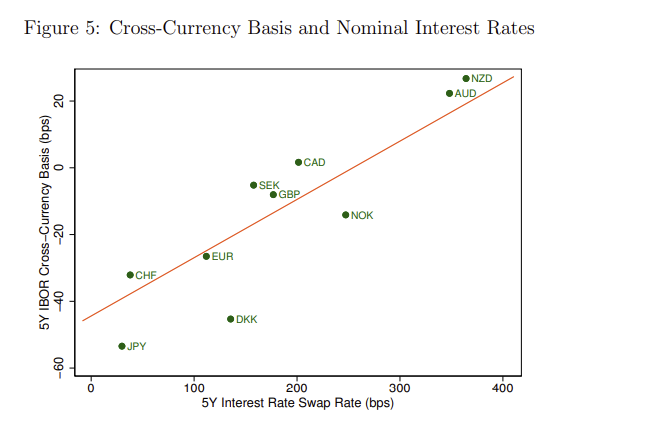 Figure 5: Cross-Currency Basis and Nominal Interest Rates
5Y IBOR Cross−Currency Basis (bps)
20
0
−20
−40
−60
NZD
AUD
CAD
SEK
GBP
NOK
EUR
CHF
DKK
JPY
0 100 200 300 400
5Y Interest Rate Swap Rate (bps)